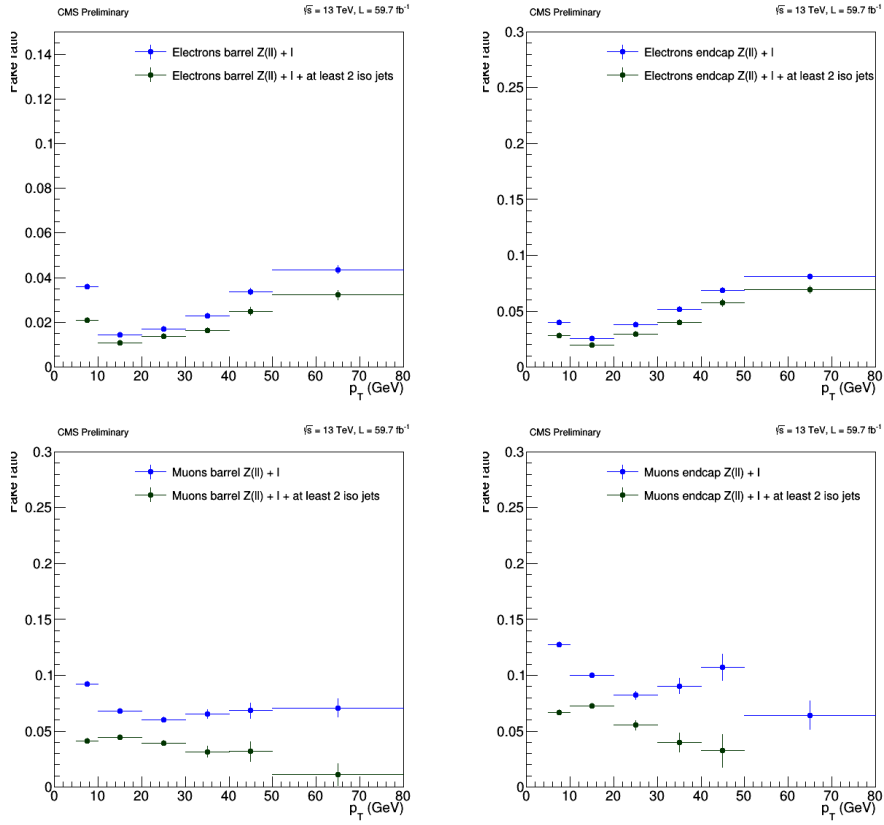 CMS Preliminary √s = 13 TeV, L = 59.7 fb-1
Fake ratio
0.14
0.12
0.1
0.08
0.06
0.04
0.02
0
Electrons barrel Z(ll) + l
Electrons barrel Z(ll) + l + at least 2 iso jets
0 10 20 30 40 50 60 70 80
pT (GeV)
CMS Preliminary √s = 13 TeV, L = 59.7 fb-1
Fake ratio
0.3
0.25
0.2
0.15
0.1
0.05
0
Electrons endcap Z(ll) + l
Electrons endcap Z(ll) + l + at least 2 iso jets
0 10 20 30 40 50 60 70 80
pT (GeV)
CMS Preliminary √s = 13 TeV, L = 59.7 fb-1
Fake ratio
0.3
0.25
0.2
0.15
0.1
0.05
0
Muons barrel Z(ll) + l
Muons barrel Z(ll) + l + at least 2 iso jets
0 10 20 30 40 50 60 70 80
pT (GeV)
CMS Preliminary √s = 13 TeV, L = 59.7 fb-1
Fake ratio
0.3
0.25
0.2
0.15
0.1
0.05
0
Muons endcap Z(ll) + l
Muons endcap Z(ll) + l + at least 2 iso jets
0 10 20 30 40 50 60 70 80
pT (GeV)